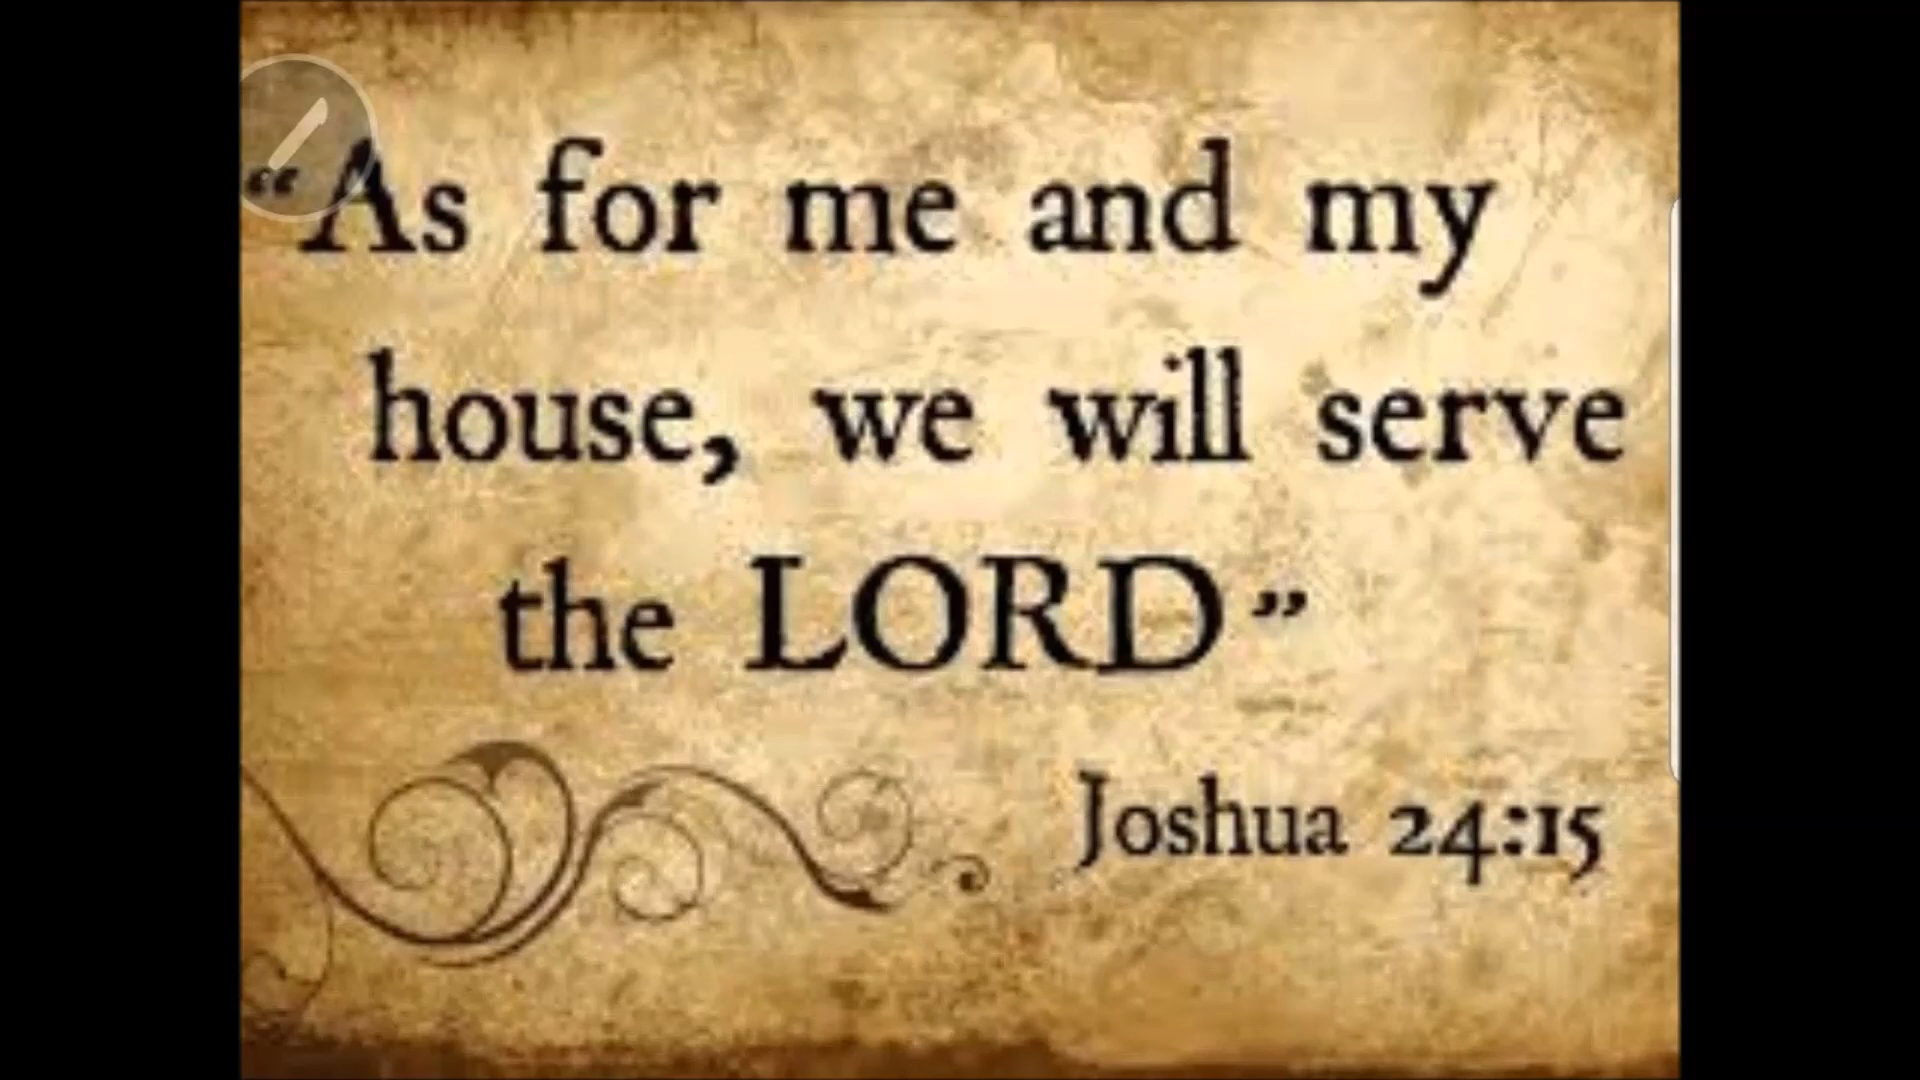 “As for me and my
house, we will serve
the LORD”
Joshua 24:15